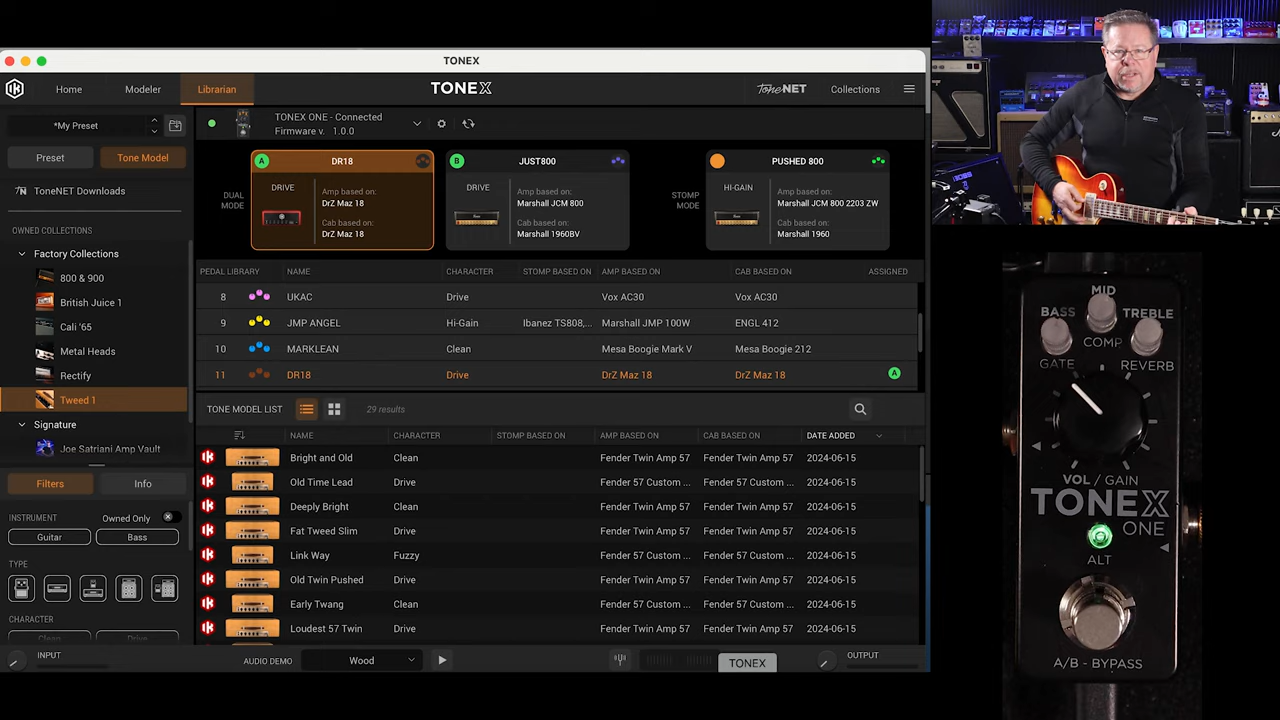 TONEX
Home
Modeler
Librarian
TONEX
ToneNET
Collections
*My Preset
TONEX ONE - Connected
Firmware v. 1.0.0
Preset
Tone Model
ToneNET Downloads
OWNED COLLECTIONS
Factory Collections
800 & 900
British Juice 1
Cali '65
Metal Heads
Rectify
Tweed 1
Signature
Joe Satriani Amp Vault
Filters
Info
INSTRUMENT
Owned Only
Guitar
Bass
TYPE
CHARACTER
Clean
Drive
INPUT
DUAL
MODE
A
DR18
DRIVE
Amp based on:
DrZ Maz 18
Cab based on:
DrZ Maz 18
B
JUST800
DRIVE
Amp based on:
Marshall JCM 800
Cab based on:
Marshall 1960BV
STOMP
MODE
PUSHED 800
HI-GAIN
Amp based on:
Marshall JCM 800 2203 ZW
Cab based on:
Marshall 1960
PEDAL LIBRARY NAME CHARACTER STOMP BASED ON AMP BASED ON CAB BASED ON ASSIGNED
8 UKAC Drive Vox AC30 Vox AC30
9 JMP ANGEL Hi-Gain Ibanez TS808,... Marshall JMP 100W ENGL 412
10 MARKLEAN Clean Mesa Boogie Mark V Mesa Boogie 212
11 DR18 Drive DrZ Maz 18 DrZ Maz 18 A
TONE MODEL LIST 29 results
NAME CHARACTER STOMP BASED ON AMP BASED ON CAB BASED ON DATE ADDED
Bright and Old Clean Fender Twin Amp 57 Fender 57 Custom ... 2024-06-15
Old Time Lead Drive Fender 57 Custom ... Fender Twin Amp 57 2024-06-15
Deeply Bright Clean Fender 57 Custom ... Fender Twin Amp 57 2024-06-15
Fat Tweed Slim Drive Fender 57 Custom ... Fender Twin Amp 57 2024-06-15
Link Way Fuzzy Fender 57 Custom ... Fender Twin Amp 57 2024-06-15
Old Twin Pushed Drive Fender 57 Custom ... Fender Twin Amp 57 2024-06-15
Early Twang Clean Fender 57 Custom ... Fender Twin Amp 57 2024-06-15
Loudest 57 Twin Drive Fender Twin Amp 57 Fender Twin Amp 57 2024-06-15
AUDIO DEMO
Wood
TONEX
OUTPUT
MID
BASS
TREBLE
COMP
GATE
REVERB
VOL / GAIN
TONEX
ONE
ALT
A/B - BYPASS